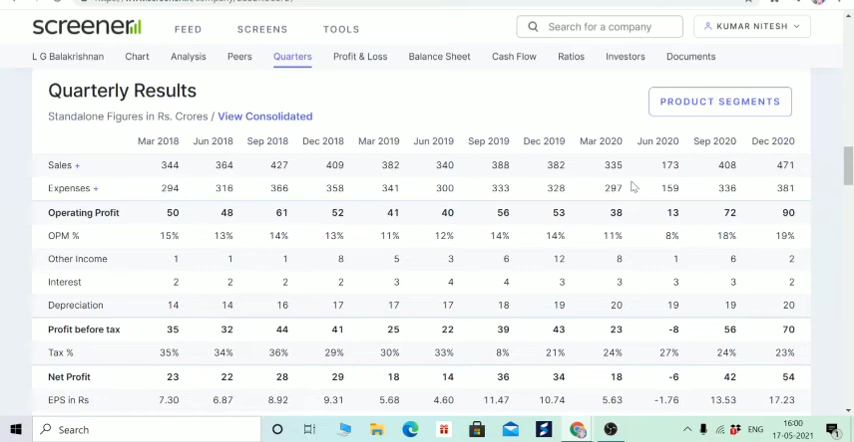 screener
FEED SCREENS TOOLS
Search for a company
KUMAR NITESH
L G Balakrishnan Chart Analysis Peers Quarters Profit & Loss Balance Sheet Cash Flow Ratios Investors Documents
Quarterly Results
PRODUCT SEGMENTS
Standalone Figures in Rs. Crores / View Consolidated
Mar 2018 Jun 2018 Sep 2018 Dec 2018 Mar 2019 Jun 2019 Sep 2019 Dec 2019 Mar 2020 Jun 2020 Sep 2020 Dec 2020
Sales + 344 364 427 409 382 340 388 382 335 173 408 471
Expenses + 294 316 366 358 341 300 333 328 297 159 336 381
Operating Profit 50 48 61 52 41 40 56 53 38 13 72 90
OPM % 15% 13% 14% 13% 11% 12% 14% 14% 11% 8% 18% 19%
Other Income 1 1 1 8 5 3 6 12 8 1 6 2
Interest 2 2 2 2 3 4 4 3 3 3 3 2
Depreciation 14 14 16 17 17 17 18 19 20 19 19 20
Profit before tax 35 32 44 41 25 22 39 43 23 -8 56 70
Tax % 35% 34% 36% 29% 30% 33% 8% 21% 24% 27% 24% 23%
Net Profit 23 22 28 29 18 14 36 34 18 -6 42 54
EPS in Rs 7.30 6.87 8.92 9.31 5.68 4.60 11.47 10.74 5.63 -1.76 13.53 17.23
Search
ENG
16:00
17-05-2021